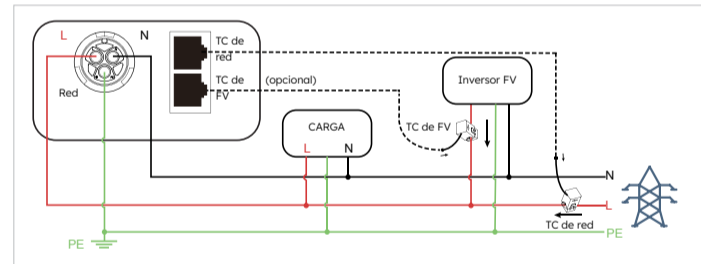 L
N
TC de
red
TC de
FV
(opcional)
Red
Inversor FV
CARGA
TC de FV
L
N
N
L
TC de red
PE
PE